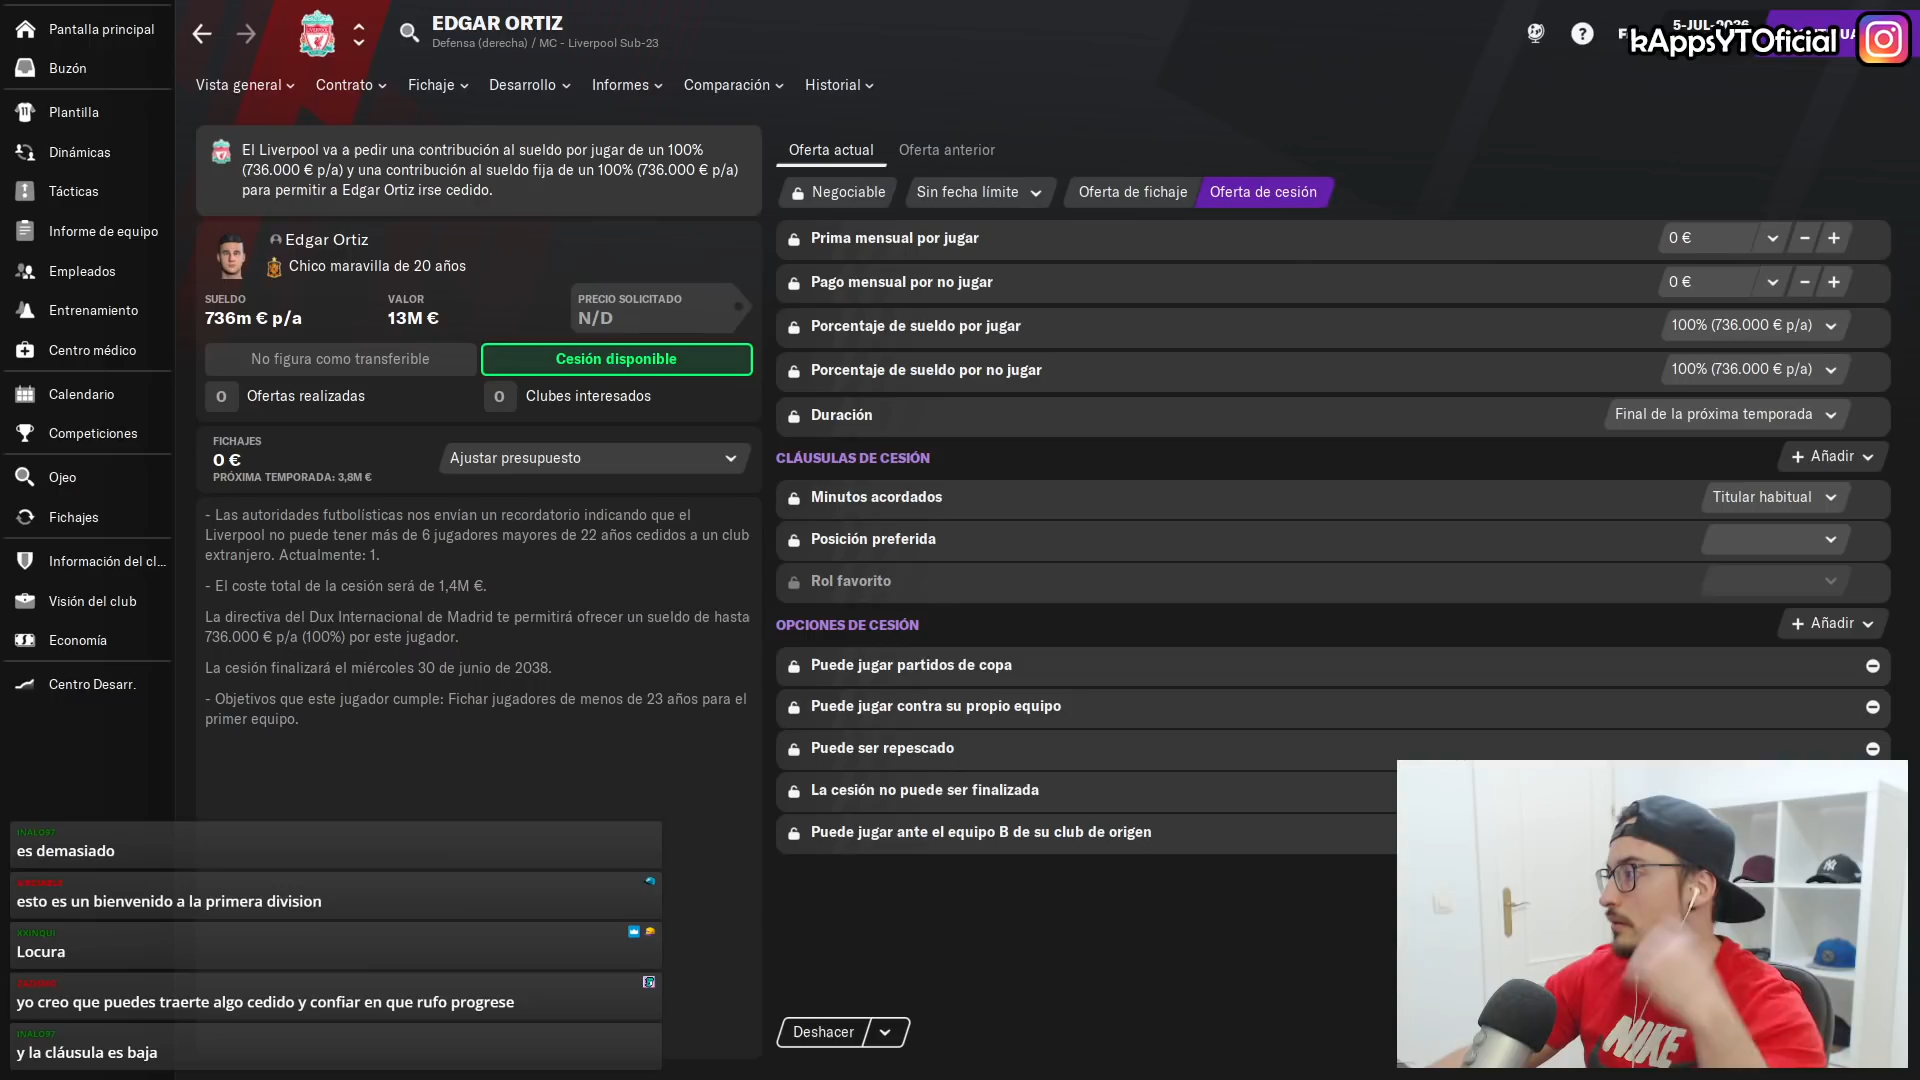 Pantalla principal
Buzón
Plantilla
Dinámicas
Tácticas
Informe de equipo
Empleados
Entrenamiento
Centro médico
Calendario
Competiciones
Ojeo
Fichajes
Información del cl...
Visión del club
Economía
Centro Desarr.
EDGAR ORTIZ
Defensa (derecha) / MC - Liverpool Sub-23
kAppsYTOficial
Vista general
Contrato
Fichaje
Desarrollo
Informes
Comparación
Historial
El Liverpool va a pedir una contribución al sueldo por jugar de un 100%
(736.000 € p/a) y una contribución al sueldo fija de un 100% (736.000 € p/a)
para permitir a Edgar Ortiz irse cedido.
Edgar Ortiz
Chico maravilla de 20 años
SUELDO
736m € p/a
VALOR
13M €
PRECIO SOLICITADO
N/D
No figura como transferible
Cesión disponible
0 Ofertas realizadas
0 Clubes interesados
FICHAJES
0 €
PRÓXIMA TEMPORADA: 3,8M €
Ajustar presupuesto
- Las autoridades futbolísticas nos envían un recordatorio indicando que el
Liverpool no puede tener más de 6 jugadores mayores de 22 años cedidos a un club
extranjero. Actualmente: 1.
- El coste total de la cesión será de 1,4M €.
La directiva del Dux Internacional de Madrid te permitirá ofrecer un sueldo de hasta
736.000 € p/a (100%) por este jugador.
La cesión finalizará el miércoles 30 de junio de 2038.
- Objetivos que este jugador cumple: Fichar jugadores de menos de 23 años para el
primer equipo.
INALO97
es demasiado
esto es un bienvenido a la primera division
XXINQUI
Locura
yo creo que puedes traerte algo cedido y confiar en que rufo progrese
INALO97
y la cláusula es baja
Oferta actual
Oferta anterior
Negociable
Sin fecha límite
Oferta de fichaje
Oferta de cesión
Prima mensual por jugar
0 €
Pago mensual por no jugar
0 €
Porcentaje de sueldo por jugar
100% (736.000 € p/a)
Porcentaje de sueldo por no jugar
100% (736.000 € p/a)
Duración
Final de la próxima temporada
CLÁUSULAS DE CESIÓN
+ Añadir
Minutos acordados
Titular habitual
Posición preferida
Rol favorito
OPCIONES DE CESIÓN
+ Añadir
Puede jugar partidos de copa
Puede jugar contra su propio equipo
Puede ser repescado
La cesión no puede ser finalizada
Puede jugar ante el equipo B de su club de origen
Deshacer
NIKE